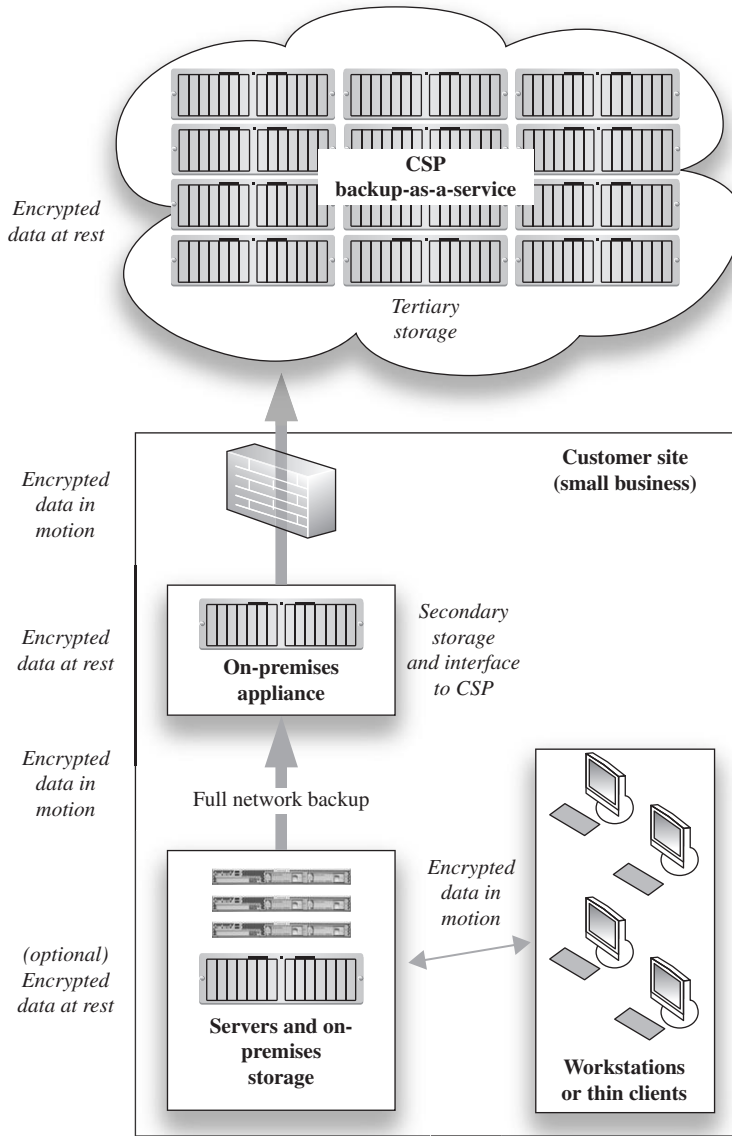 CSP
backup-as-a-service
Encrypted
data at rest
Tertiary
storage
Customer site
(small business)
Encrypted
data in
motion
Encrypted
data at rest
On-premises
appliance
Secondary
storage
and interface
to CSP
Encrypted
data in
motion
Full network backup
Encrypted
data in
motion
(optional)
Encrypted
data at rest
Servers and on-
premises
storage
Workstations
or thin clients